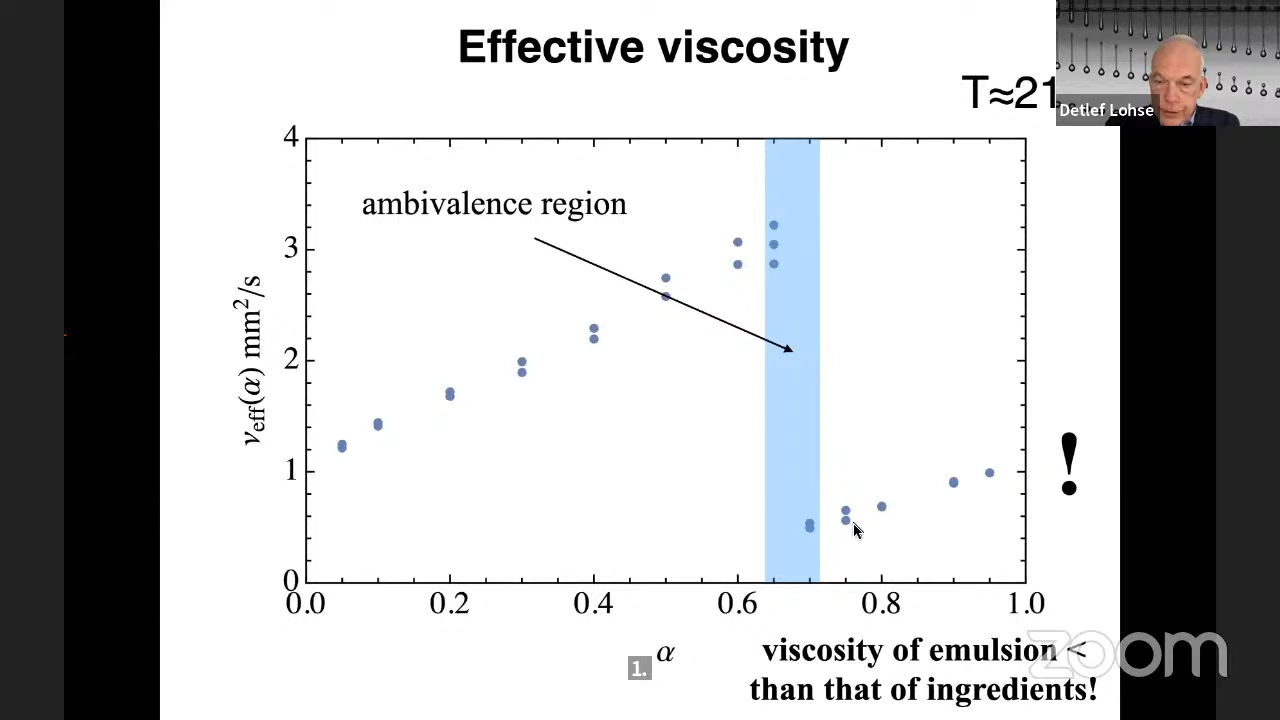 Effective viscosity
T≈21
Detlef Lohse
ambivalence region
ν_eff(α) mm²/s
4
3
2
1
0
0.0 0.2 0.4 0.6 0.8 1.0
!
α
1.
viscosity of emulsion <
than that of ingredients!
zoom